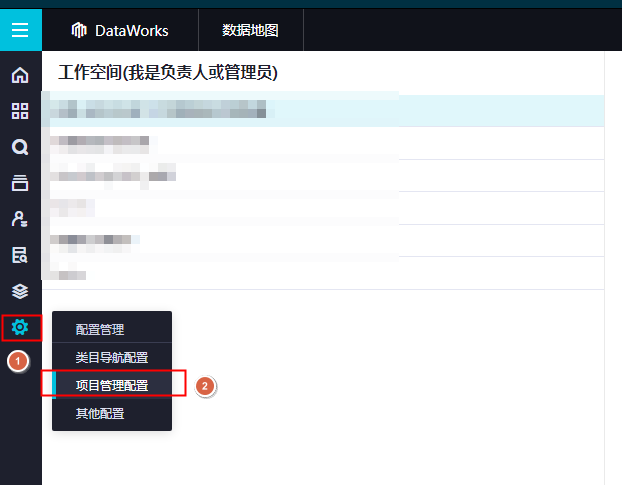 DataWorks 数据地图
工作空间(我是负责人或管理员)
配置管理
1
类目导航配置
项目管理配置
2
其他配置